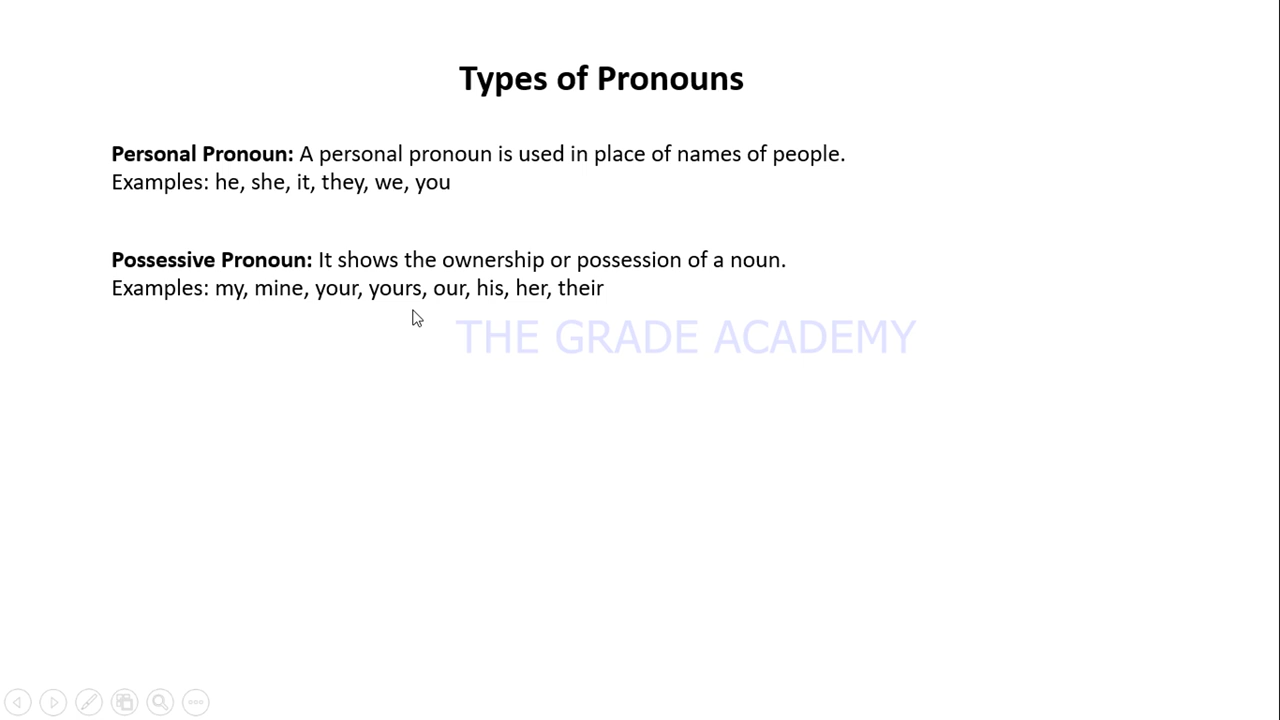 Types of Pronouns
Personal Pronoun: A personal pronoun is used in place of names of people.
Examples: he, she, it, they, we, you
Possessive Pronoun: It shows the ownership or possession of a noun.
Examples: my, mine, your, yours, our, his, her, their
THE GRADE ACADEMY